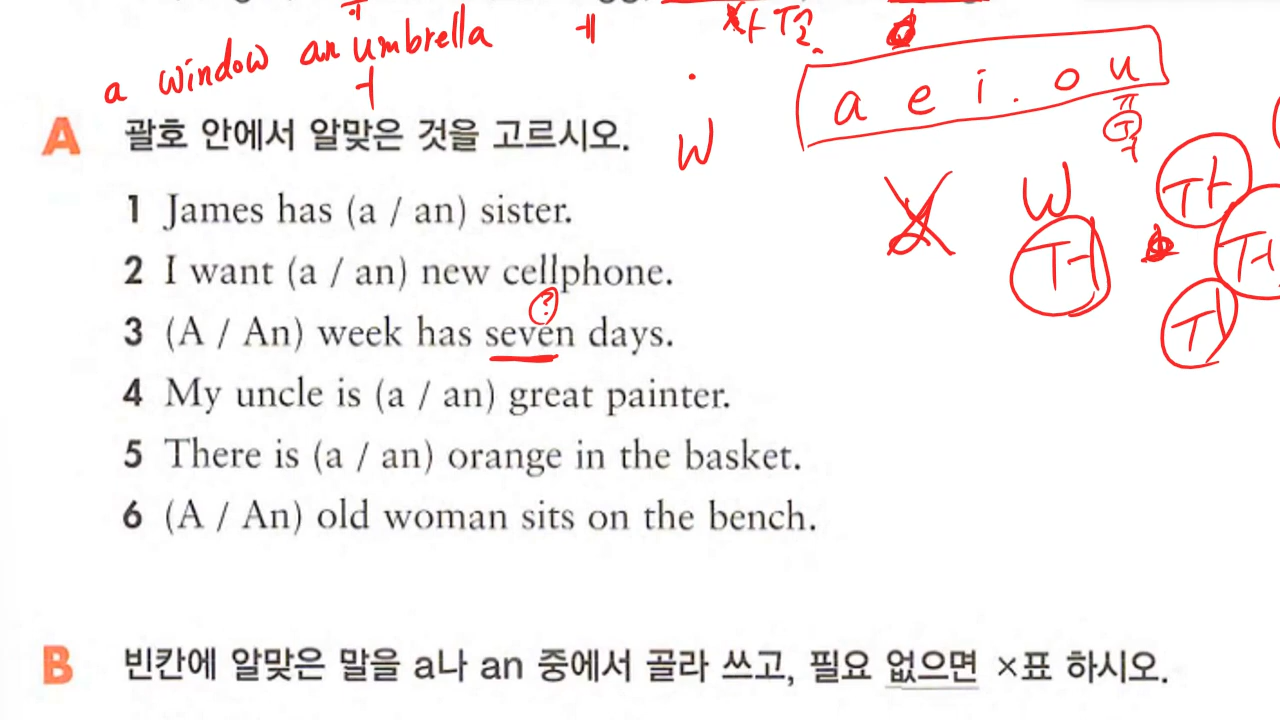 a window an umbrella
ㅓ
ㅔ
a e i . o u
ㅠ
ㅜ
ㅓ
W
W
A 괄호 안에서 알맞은 것을 고르시오.
1 James has (a / an) sister.
2 I want (a / an) new cellphone.
?
3 (A / An) week has seven days.
4 My uncle is (a / an) great painter.
5 There is (a / an) orange in the basket.
6 (A / An) old woman sits on the bench.
B 빈칸에 알맞은 말을 a나 an 중에서 골라 쓰고, 필요 없으면 ×표 하시오.